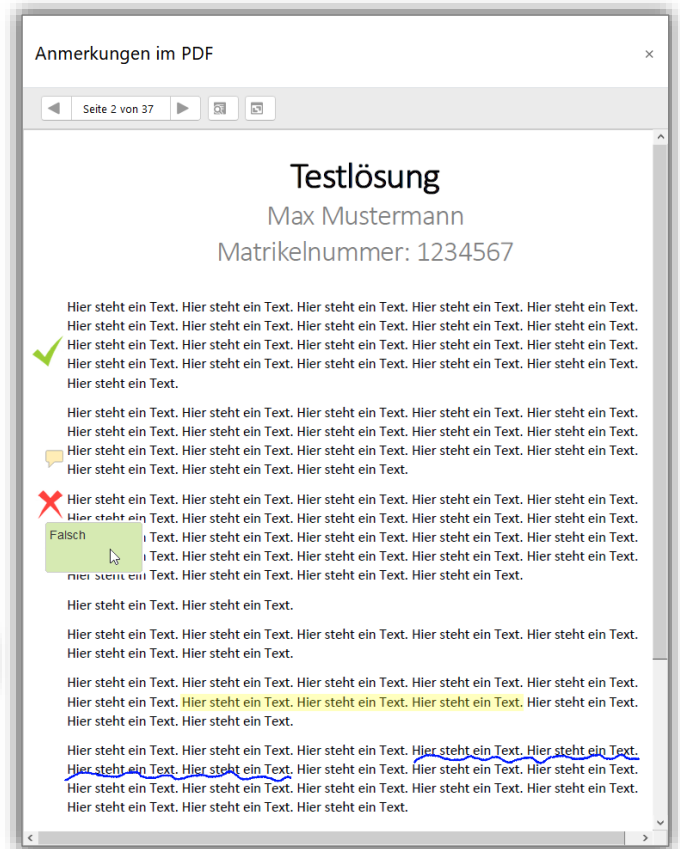 Anmerkungen im PDF
×
Seite 2 von 37
Testlösung
Max Mustermann
Matrikelnummer: 1234567
Hier steht ein Text. Hier steht ein Text. Hier steht ein Text. Hier steht ein Text. Hier steht ein Text.
Hier steht ein Text. Hier steht ein Text. Hier steht ein Text. Hier steht ein Text. Hier steht ein Text.
Hier steht ein Text. Hier steht ein Text. Hier steht ein Text. Hier steht ein Text. Hier steht ein Text.
Hier steht ein Text. Hier steht ein Text. Hier steht ein Text. Hier steht ein Text. Hier steht ein Text.
Hier steht ein Text.
Hier steht ein Text. Hier steht ein Text. Hier steht ein Text. Hier steht ein Text. Hier steht ein Text.
Hier steht ein Text. Hier steht ein Text. Hier steht ein Text. Hier steht ein Text. Hier steht ein Text.
Hier steht ein Text. Hier steht ein Text. Hier steht ein Text. Hier steht ein Text. Hier steht ein Text.
Hier steht ein Text. Hier steht ein Text. Hier steht ein Text.
Hier steht ein Text. Hier steht ein Text. Hier steht ein Text. Hier steht ein Text. Hier steht ein Text.
Hier steht ein Text. Hier steht ein Text. Hier steht ein Text. Hier steht ein Text. Hier steht ein Text.
Falsch
n Text. Hier steht ein Text. Hier steht ein Text. Hier steht ein Text. Hier steht ein Text.
n Text. Hier steht ein Text. Hier steht ein Text. Hier steht ein Text. Hier steht ein Text.
Hier steht ein Text. Hier steht ein Text. Hier steht ein Text. Hier steht ein Text.
Hier steht ein Text. Hier steht ein Text.
Hier steht ein Text. Hier steht ein Text. Hier steht ein Text. Hier steht ein Text. Hier steht ein Text.
Hier steht ein Text. Hier steht ein Text.
Hier steht ein Text. Hier steht ein Text. Hier steht ein Text. Hier steht ein Text. Hier steht ein Text.
Hier steht ein Text. Hier steht ein Text. Hier steht ein Text. Hier steht ein Text. Hier steht ein Text.
Hier steht ein Text. Hier steht ein Text.
Hier steht ein Text. Hier steht ein Text. Hier steht ein Text. Hier steht ein Text. Hier steht ein Text.
Hier steht ein Text. Hier steht ein Text. Hier steht ein Text. Hier steht ein Text. Hier steht ein Text.
Hier steht ein Text. Hier steht ein Text. Hier steht ein Text. Hier steht ein Text. Hier steht ein Text.
Hier steht ein Text. Hier steht ein Text. Hier steht ein Text.